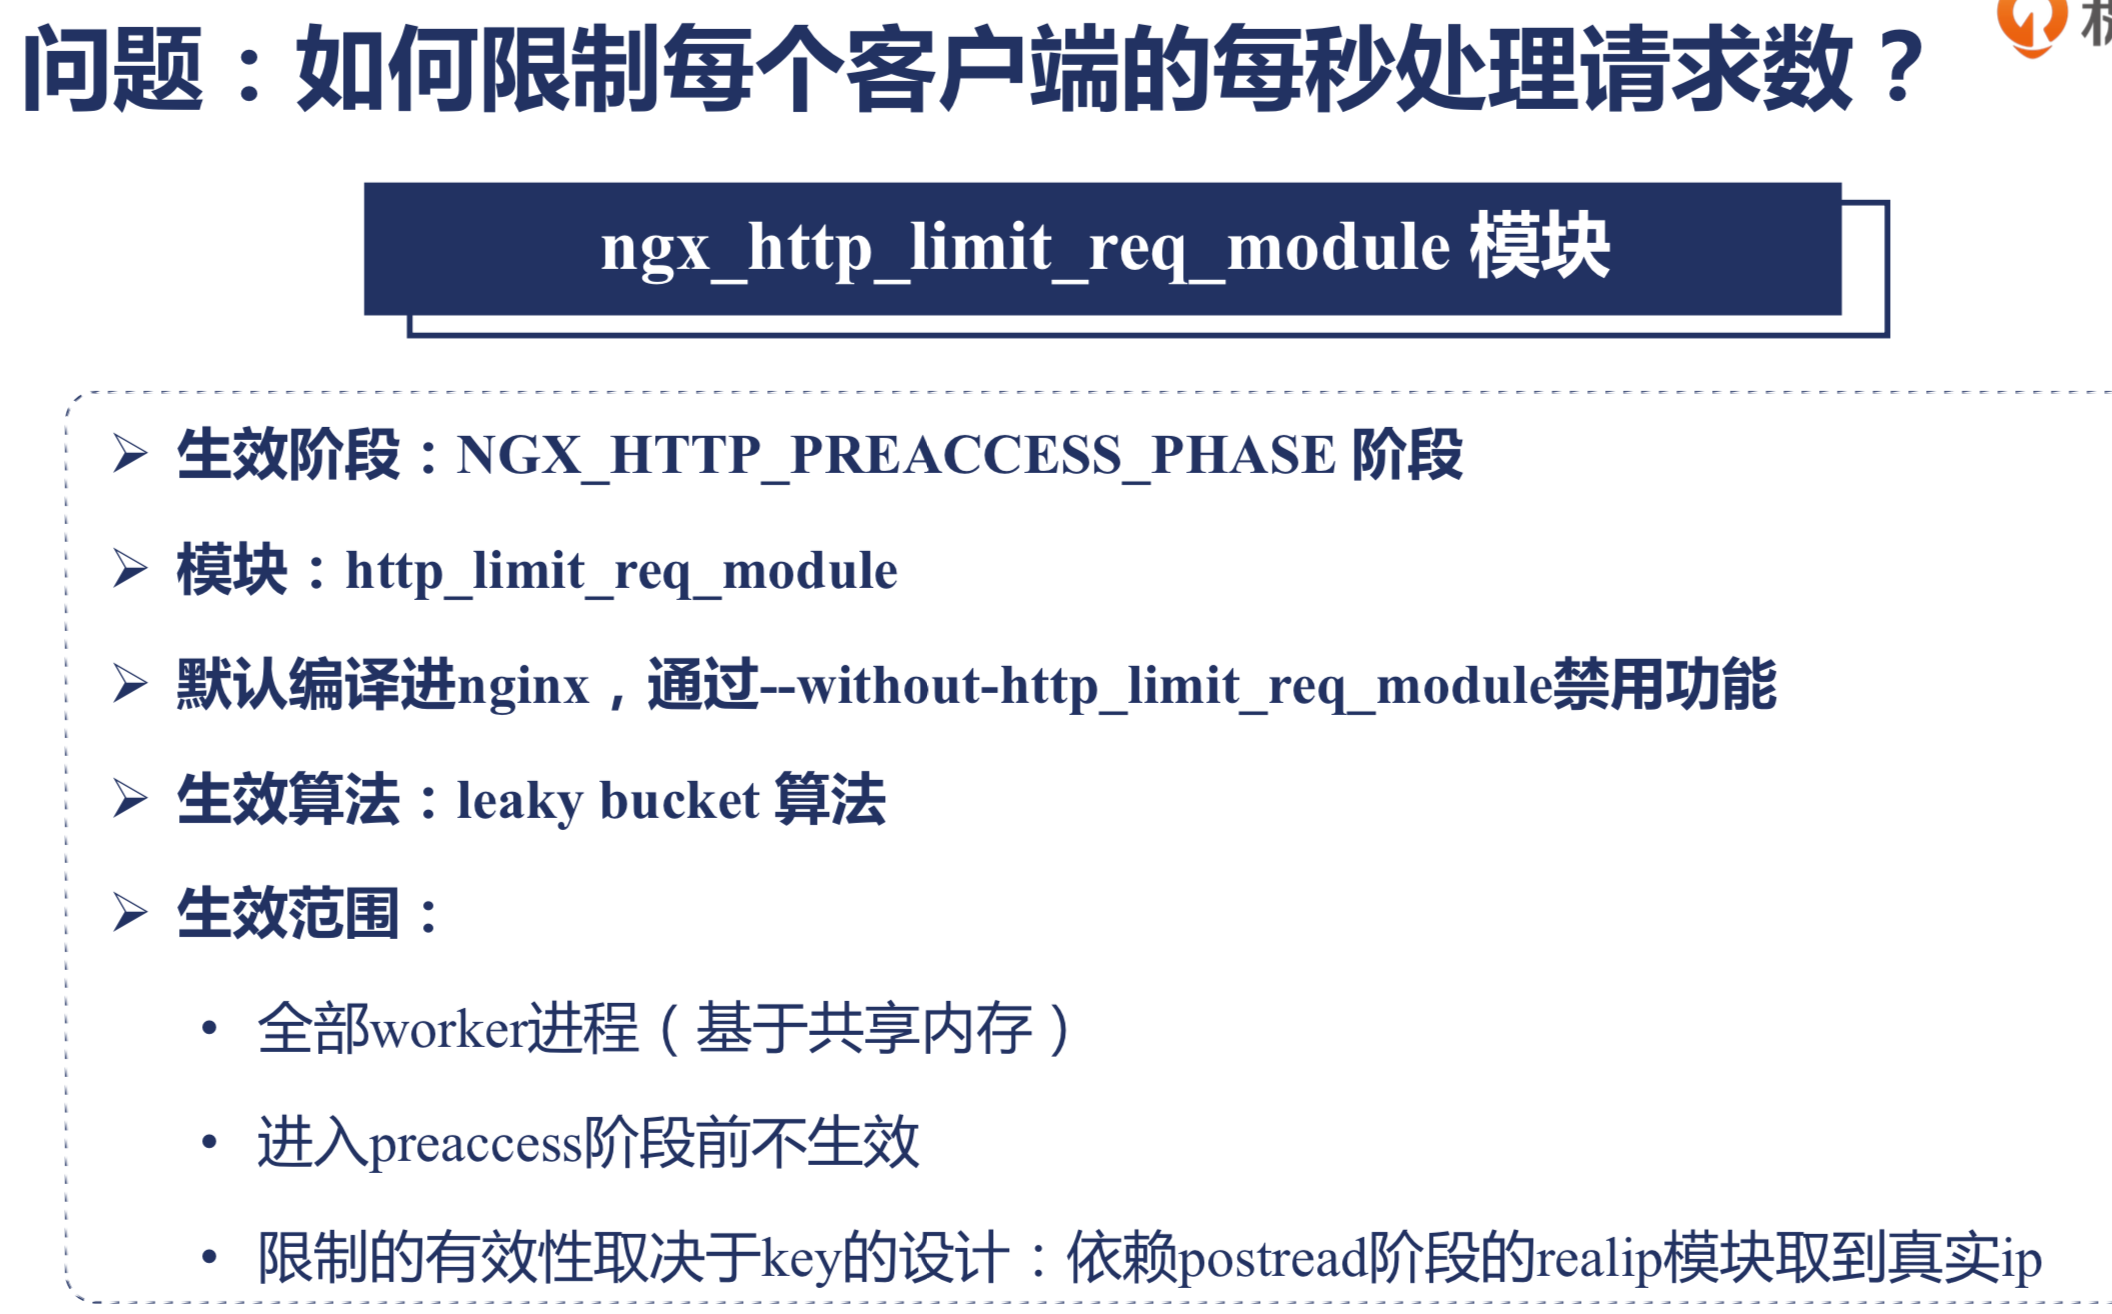 问题：如何限制每个客户端的每秒处理请求数？
ngx_http_limit_req_module 模块
生效阶段：NGX_HTTP_PREACCESS_PHASE 阶段
模块：http_limit_req_module
默认编译进nginx，通过--without-http_limit_req_module禁用功能
生效算法：leaky bucket 算法
生效范围：
全部worker进程（基于共享内存）
进入preaccess阶段前不生效
限制的有效性取决于key的设计：依赖postread阶段的realip模块取到真实ip